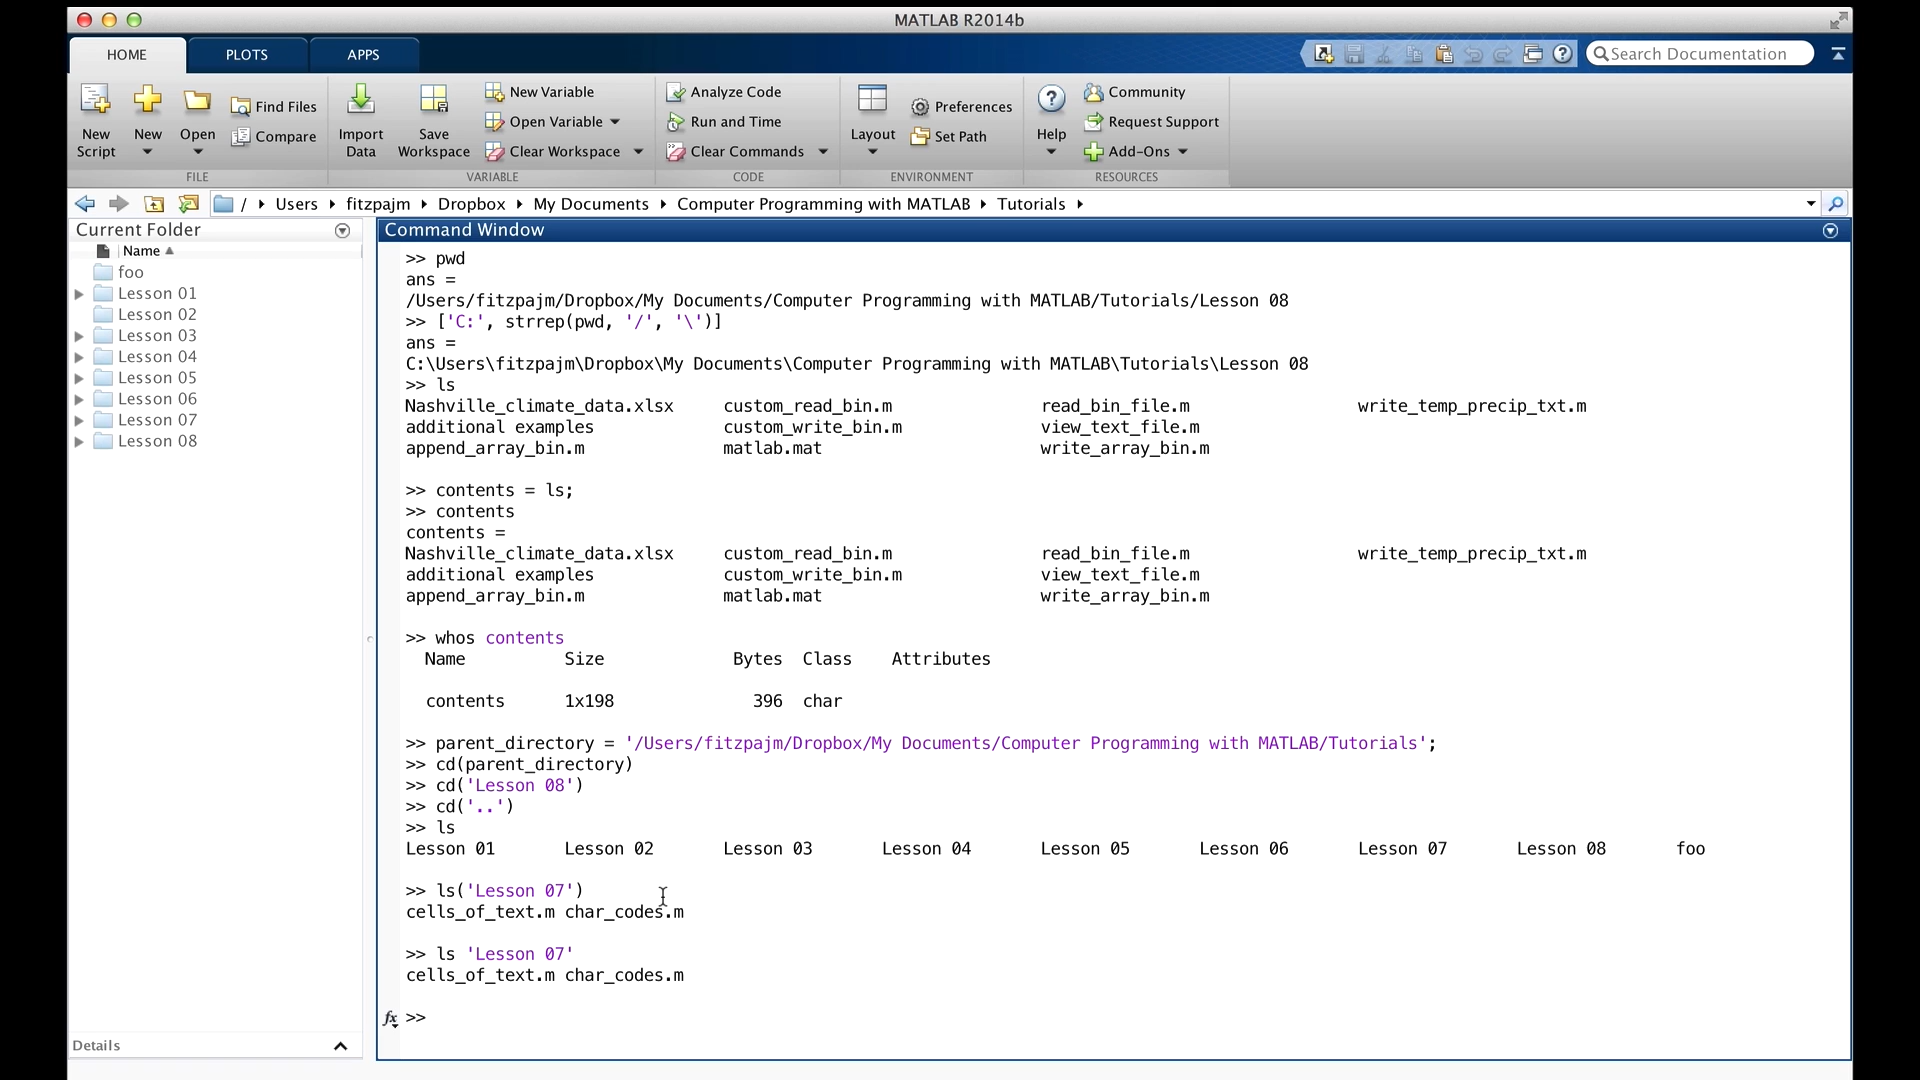 MATLAB R2014b
HOME PLOTS APPS
Search Documentation
New Script
New
Open
Find Files
Compare
FILE
Import Data
Save Workspace
New Variable
Open Variable
Clear Workspace
VARIABLE
Analyze Code
Run and Time
Clear Commands
CODE
Layout
Preferences
Set Path
ENVIRONMENT
Help
Community
Request Support
Add-Ons
RESOURCES
/ Users fitzpajm Dropbox My Documents Computer Programming with MATLAB Tutorials
Current Folder
Name
foo
Lesson 01
Lesson 02
Lesson 03
Lesson 04
Lesson 05
Lesson 06
Lesson 07
Lesson 08
Details
Command Window
>> pwd
ans =
/Users/fitzpajm/Dropbox/My Documents/Computer Programming with MATLAB/Tutorials/Lesson 08
>> ['C:', strrep(pwd, '/', '\')]
ans =
C:\Users\fitzpajm\Dropbox\My Documents\Computer Programming with MATLAB\Tutorials\Lesson 08
>> ls
Nashville_climate_data.xlsx custom_read_bin.m read_bin_file.m write_temp_precip_txt.m
additional examples custom_write_bin.m view_text_file.m
append_array_bin.m matlab.mat write_array_bin.m
>> contents = ls;
>> contents
contents =
Nashville_climate_data.xlsx custom_read_bin.m read_bin_file.m write_temp_precip_txt.m
additional examples custom_write_bin.m view_text_file.m
append_array_bin.m matlab.mat write_array_bin.m
>> whos contents
Name Size Bytes Class Attributes
contents 1x198 396 char
>> parent_directory = '/Users/fitzpajm/Dropbox/My Documents/Computer Programming with MATLAB/Tutorials';
>> cd(parent_directory)
>> cd('Lesson 08')
>> cd('..')
>> ls
Lesson 01 Lesson 02 Lesson 03 Lesson 04 Lesson 05 Lesson 06 Lesson 07 Lesson 08 foo
>> ls('Lesson 07')
cells_of_text.m char_codes.m
>> ls 'Lesson 07'
cells_of_text.m char_codes.m
fx >>